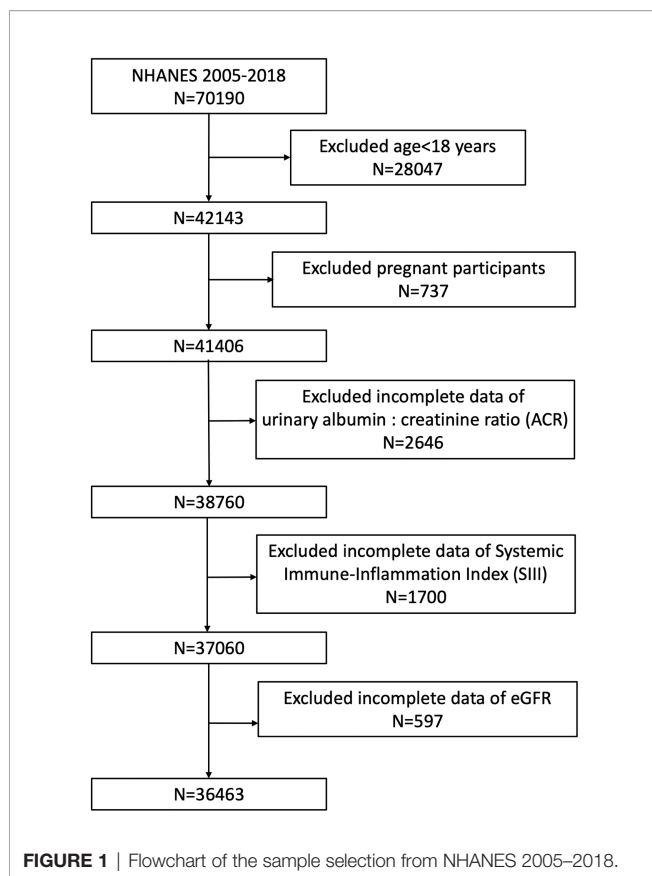 NHANES 2005-2018
N=70190
Excluded age<18 years
N=28047
N=42143
Excluded pregnant participants
N=737
N=41406
Excluded incomplete data of
urinary albumin : creatinine ratio (ACR)
N=2646
N=38760
Excluded incomplete data of Systemic
Immune-Inflammation Index (SIII)
N=1700
N=37060
Excluded incomplete data of eGFR
N=597
N=36463
FIGURE 1 | Flowchart of the sample selection from NHANES 2005–2018.